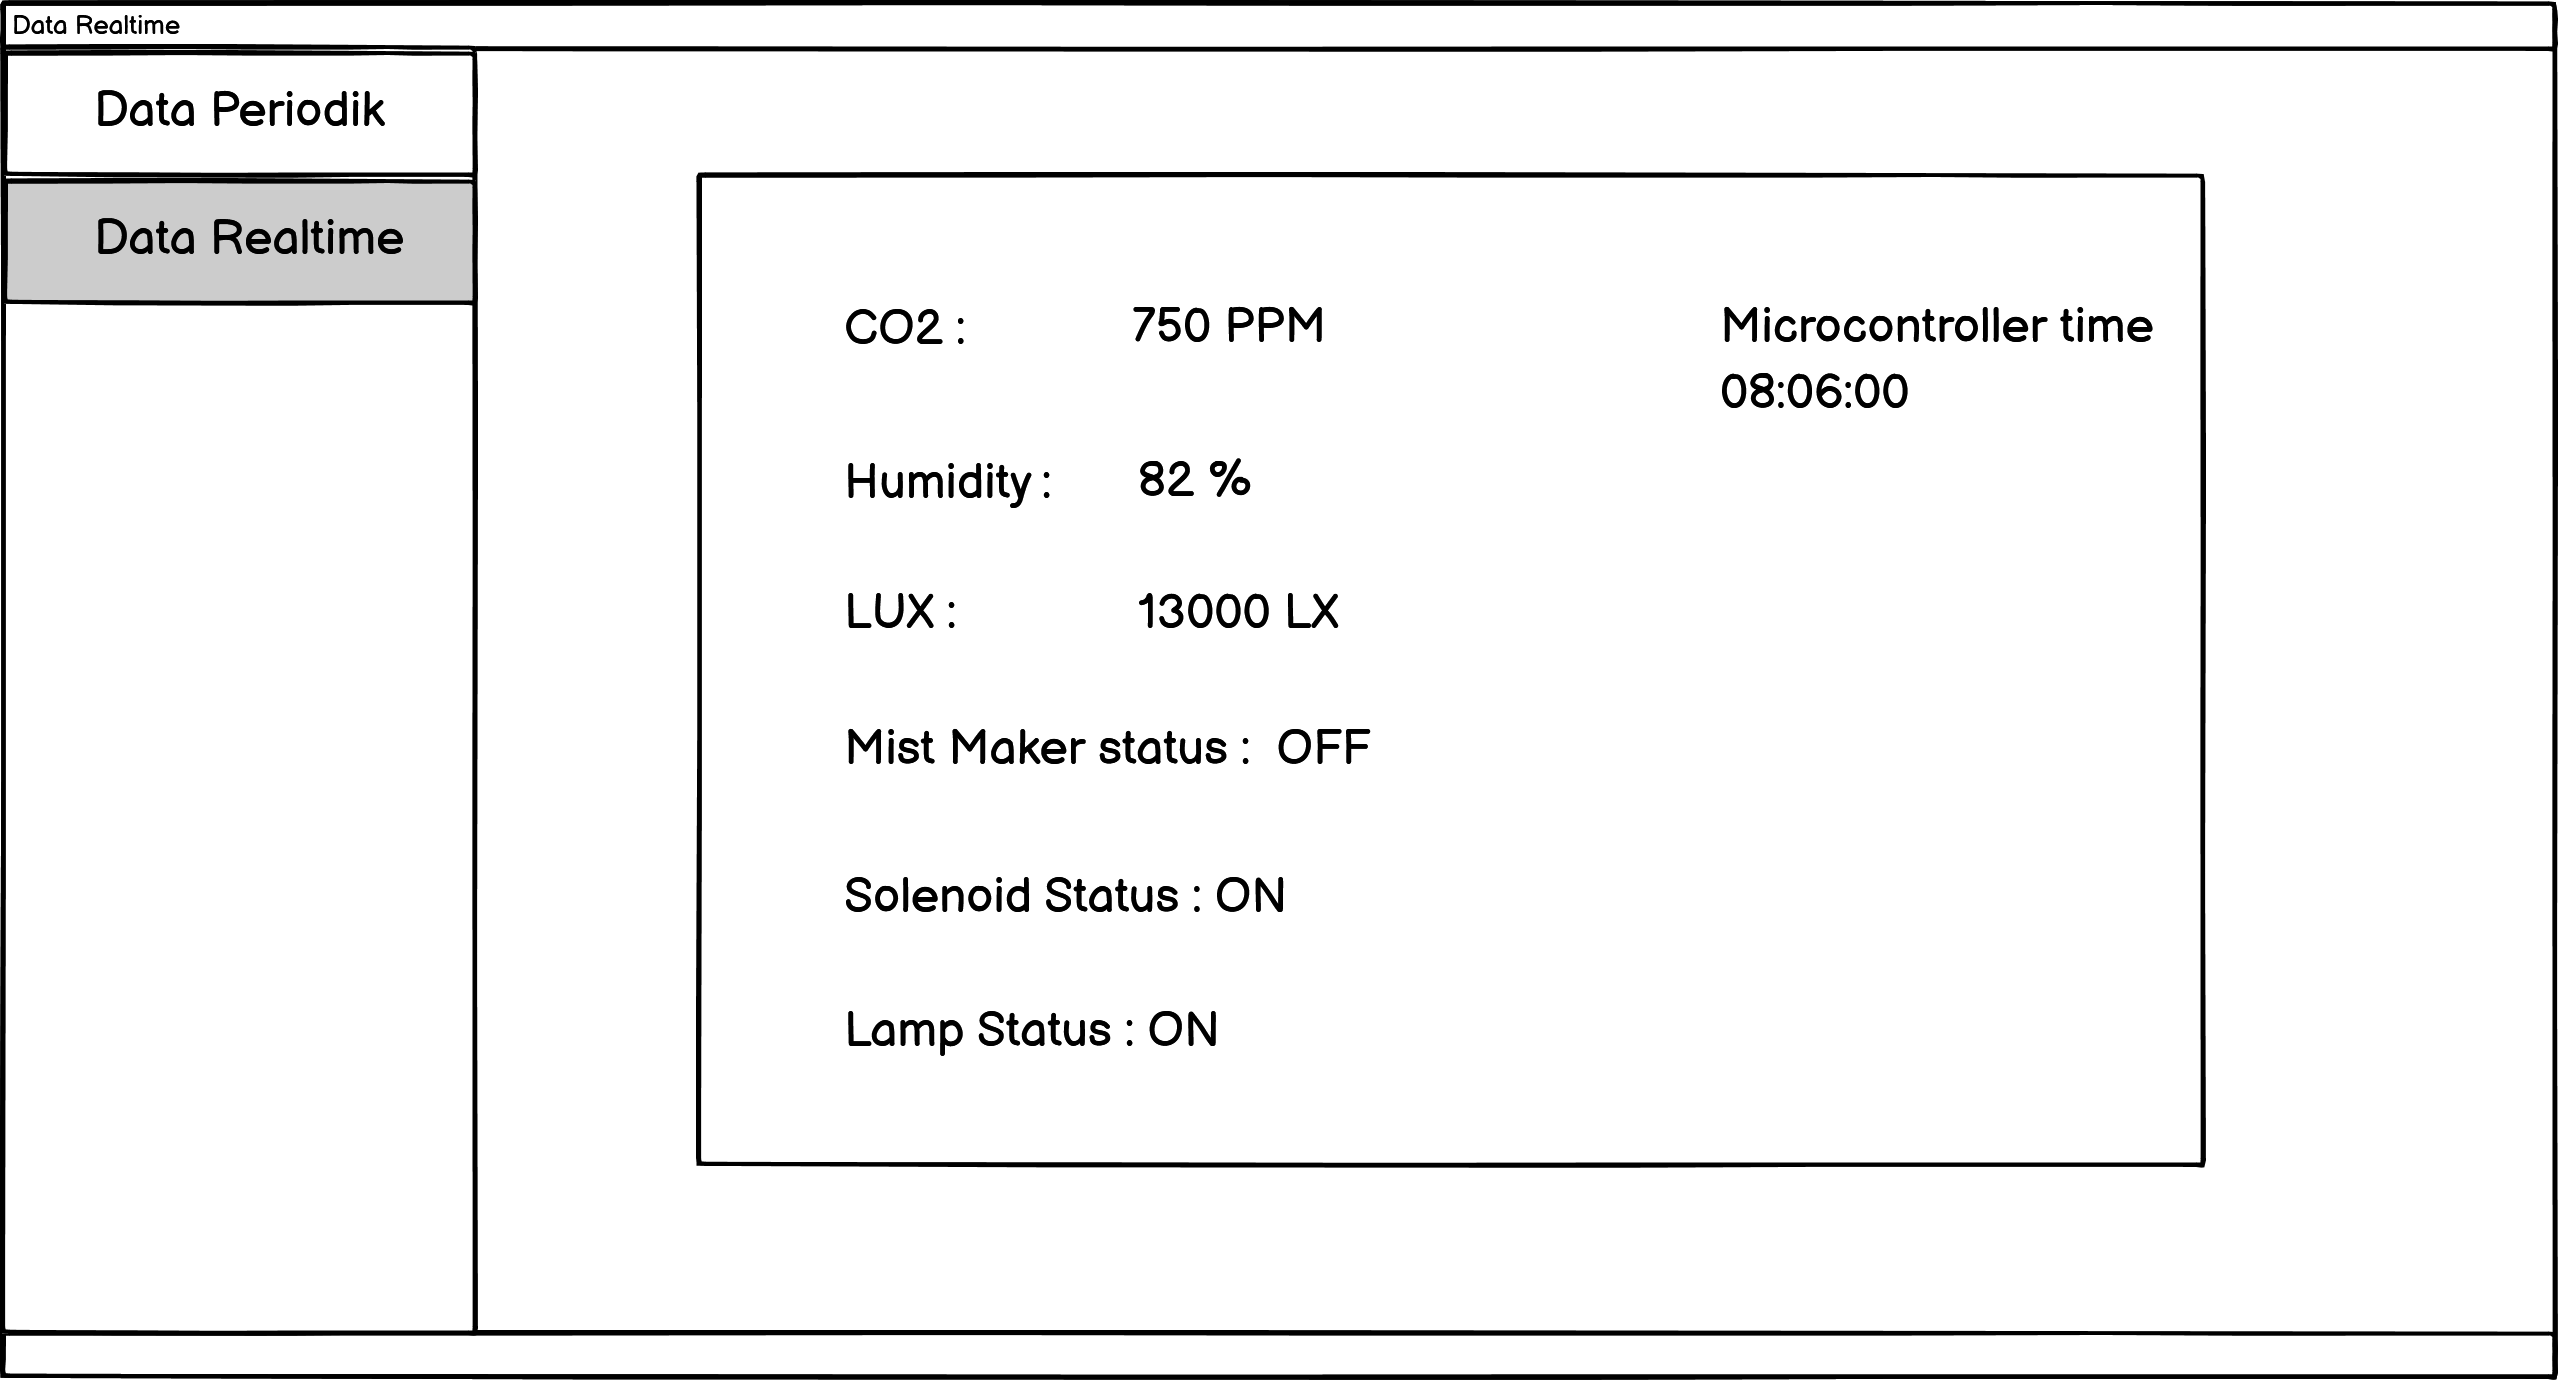 Data Realtime
Data Periodik
Data Realtime
CO2 : 750 PPM
Humidity : 82 %
LUX : 13000 LX
Mist Maker status : OFF
Solenoid Status : ON
Lamp Status : ON
Microcontroller time
08:06:00